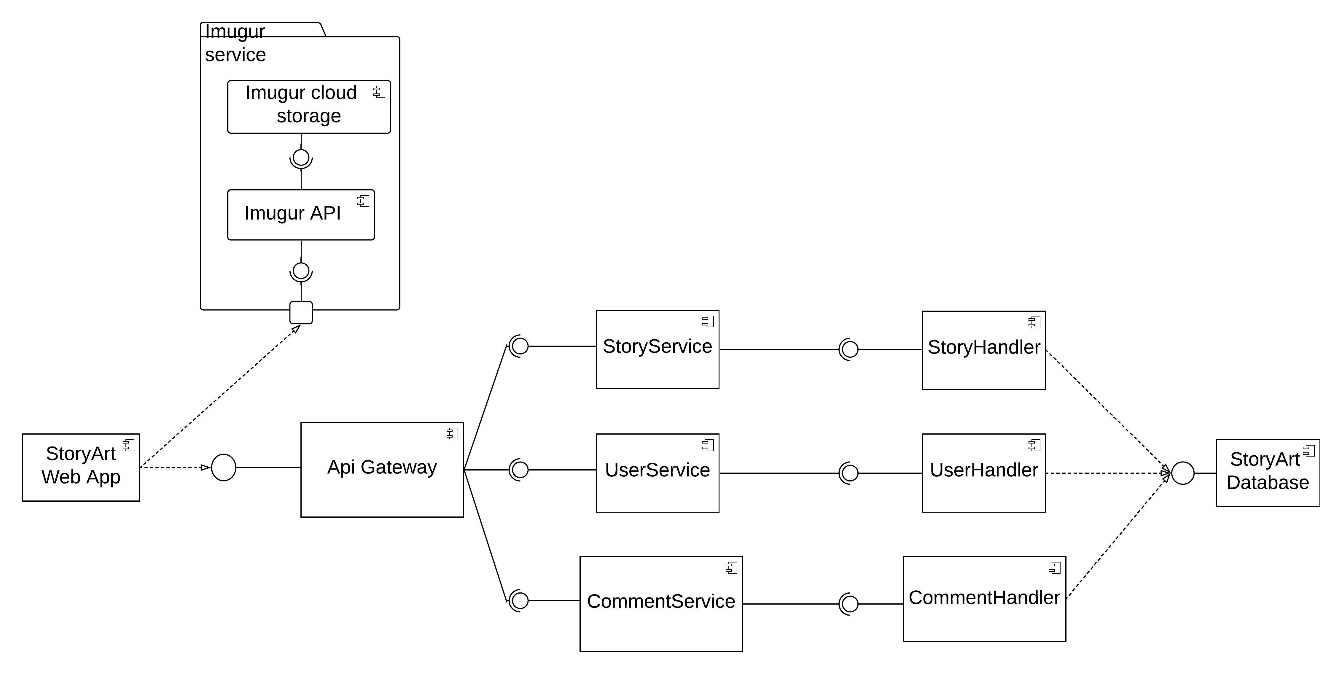 Imugur
service
Imugur cloud
storage
Imugur API
StoryService
StoryHandler
StoryArt
Web App
Api Gateway
UserService
UserHandler
StoryArt
Database
CommentService
CommentHandler